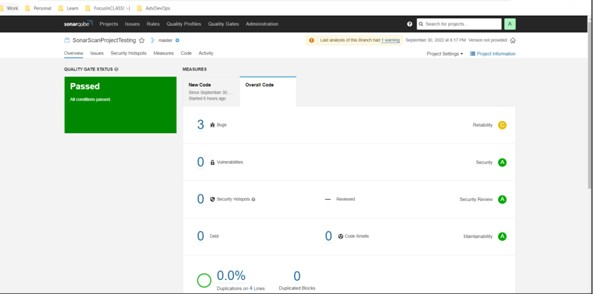 Work Personal Learn FocusInCLASS! :-) AdvDevOps
sonarqube Projects Issues Rules Quality Profiles Quality Gates Administration Search for projects... A
SonarScanProjectTesting master Last analysis of this Branch had 1 warning September 30, 2022 at 8:17 PM Version not provided
Overview Issues Security Hotspots Measures Code Activity Project Settings Project Information
QUALITY GATE STATUS MEASURES
Passed
All conditions passed.
New Code
Since September 30, ...
Started 6 hours ago
Overall Code
3 Bugs Reliability C
0 Vulnerabilities Security A
0 Security Hotspots — Reviewed Security Review A
0 Debt 0 Code Smells Maintainability A
0.0% 0
Duplications on 4 Lines Duplicated Blocks